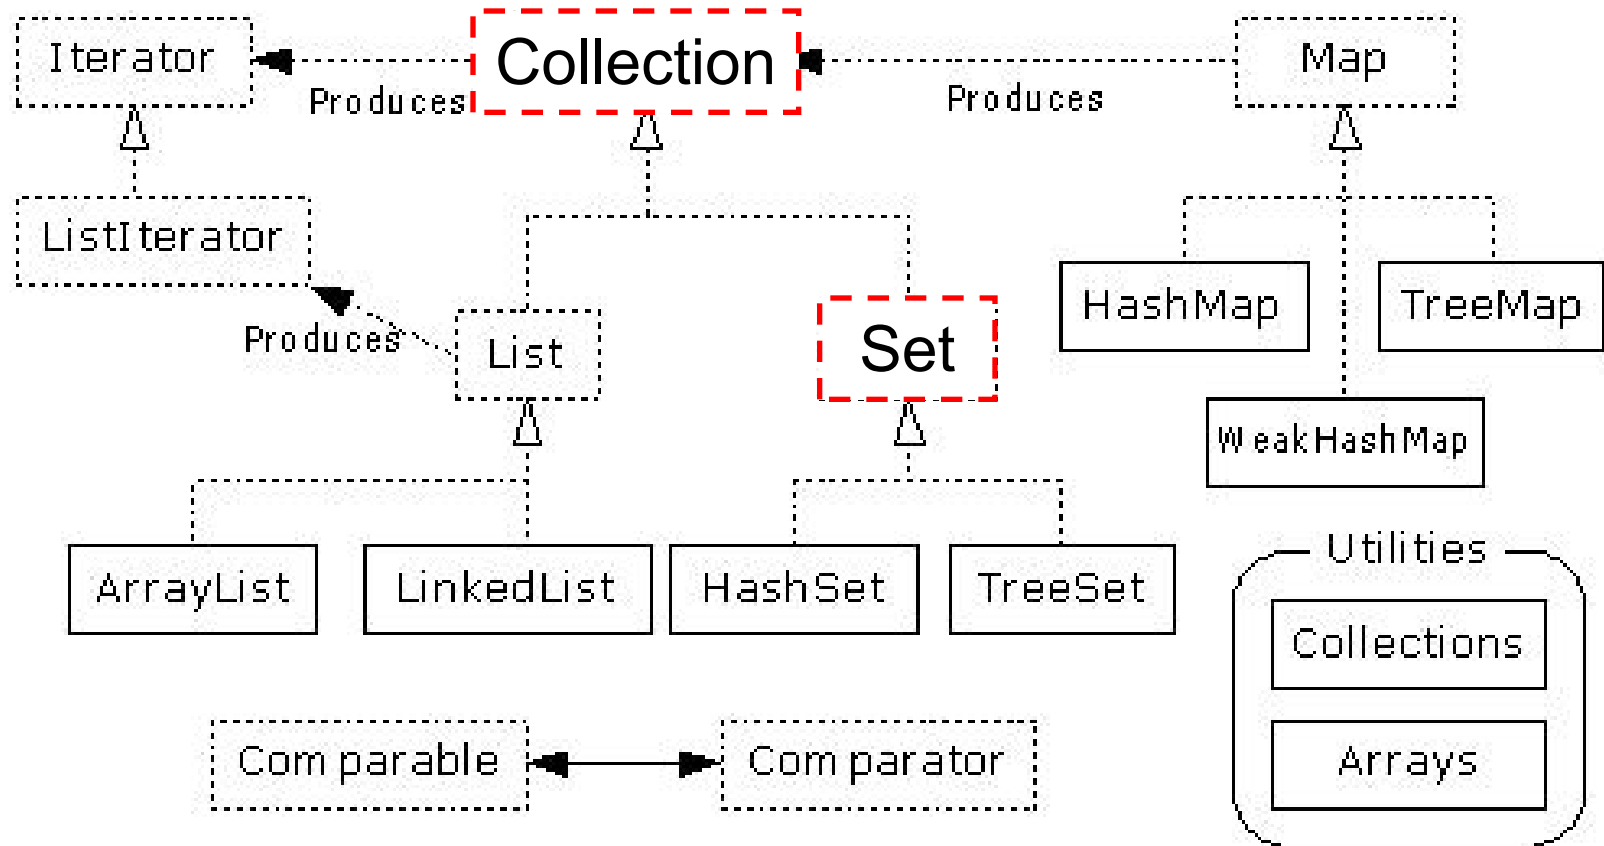 Iterator
Collection
Map
Produces
Produces
ListIterator
HashMap
TreeMap
Produces
List
Set
WeakHashMap
ArrayList
LinkedList
HashSet
TreeSet
Utilities
Collections
Comparable
Comparator
Arrays